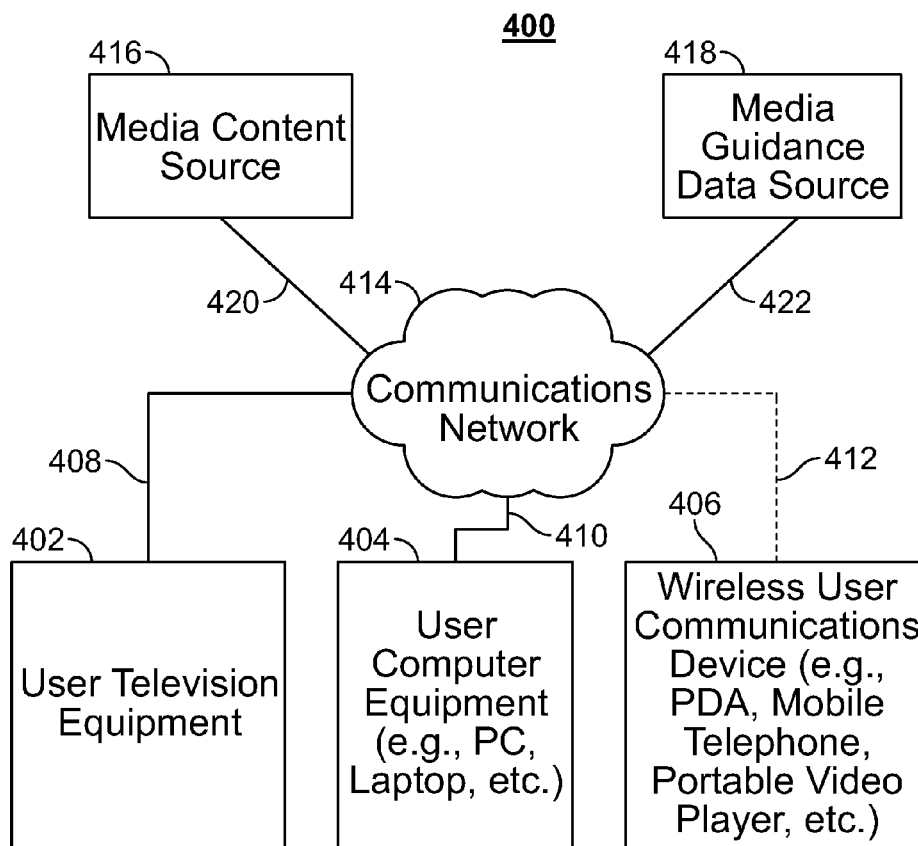 400
416
418
Media Content
Source
Media
Guidance
Data Source
420
414
422
Communications
Network
408
412
402
404
410
406
User Television
Equipment
User
Computer
Equipment
(e.g., PC,
Laptop, etc.)
Wireless User
Communications
Device (e.g.,
PDA, Mobile
Telephone,
Portable Video
Player, etc.)